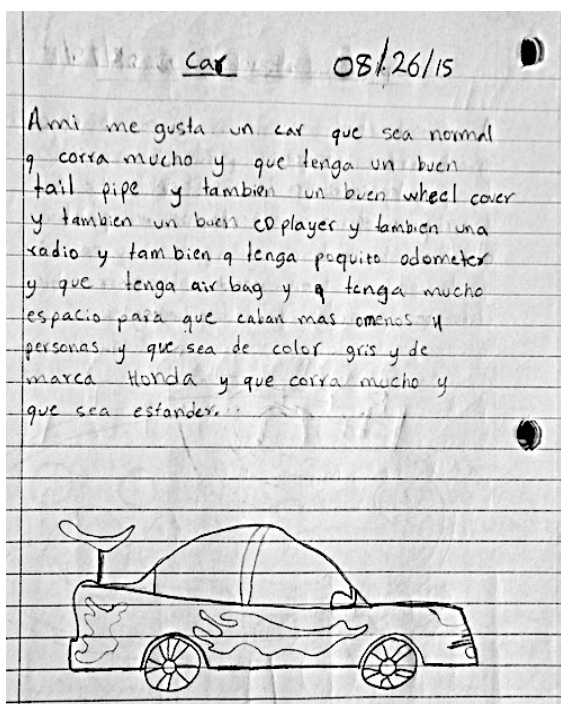 Car 08/26/15
Ami me gusta un car que sea normal
q corra mucho y que tenga un buen
tail pipe y tambien un buen wheel cover
y tambien un buen CD player y tambien una
radio y tambien q tenga poquito odometer
y que tenga air bag y q tenga mucho
espacio para que caban mas omenos 4
personas y que sea de color gris y de
marca Honda y que corra mucho y
que sea estander.